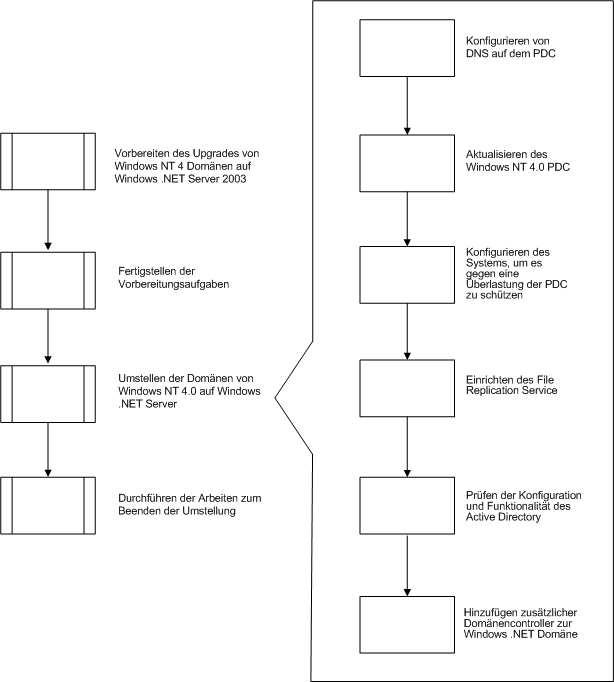 Vorbereiten des Upgrades von
Windows NT 4 Domänen auf
Windows .NET Server 2003
Fertigstellen der
Vorbereitungsaufgaben
Umstellen der Domänen von
Windows NT 4.0 auf Windows
.NET Server
Durchführen der Arbeiten zum
Beenden der Umstellung
Konfigurieren von
DNS auf dem PDC
Aktualisieren des
Windows NT 4.0 PDC
Konfigurieren des
Systems, um es
gegen eine
Überlastung der PDC
zu schützen
Einrichten des File
Replication Service
Prüfen der Konfiguration
und Funktionalität des
Active Directory
Hinzufügen zusätzlicher
Domänencontroller zur
Windows .NET Domäne